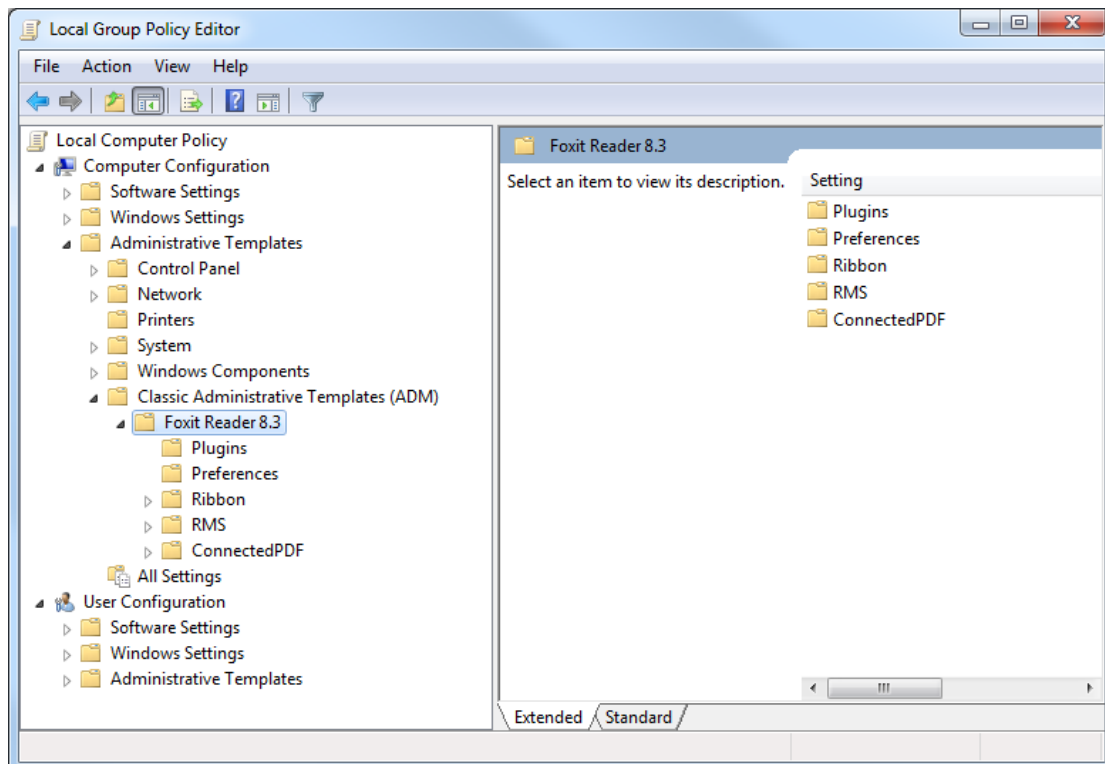 Local Group Policy Editor
File Action View Help
Local Computer Policy
Computer Configuration
Software Settings
Windows Settings
Administrative Templates
Control Panel
Network
Printers
System
Windows Components
Classic Administrative Templates (ADM)
Foxit Reader 8.3
Plugins
Preferences
Ribbon
RMS
ConnectedPDF
All Settings
User Configuration
Software Settings
Windows Settings
Administrative Templates
Foxit Reader 8.3
Select an item to view its description.
Setting
Plugins
Preferences
Ribbon
RMS
ConnectedPDF
Extended Standard